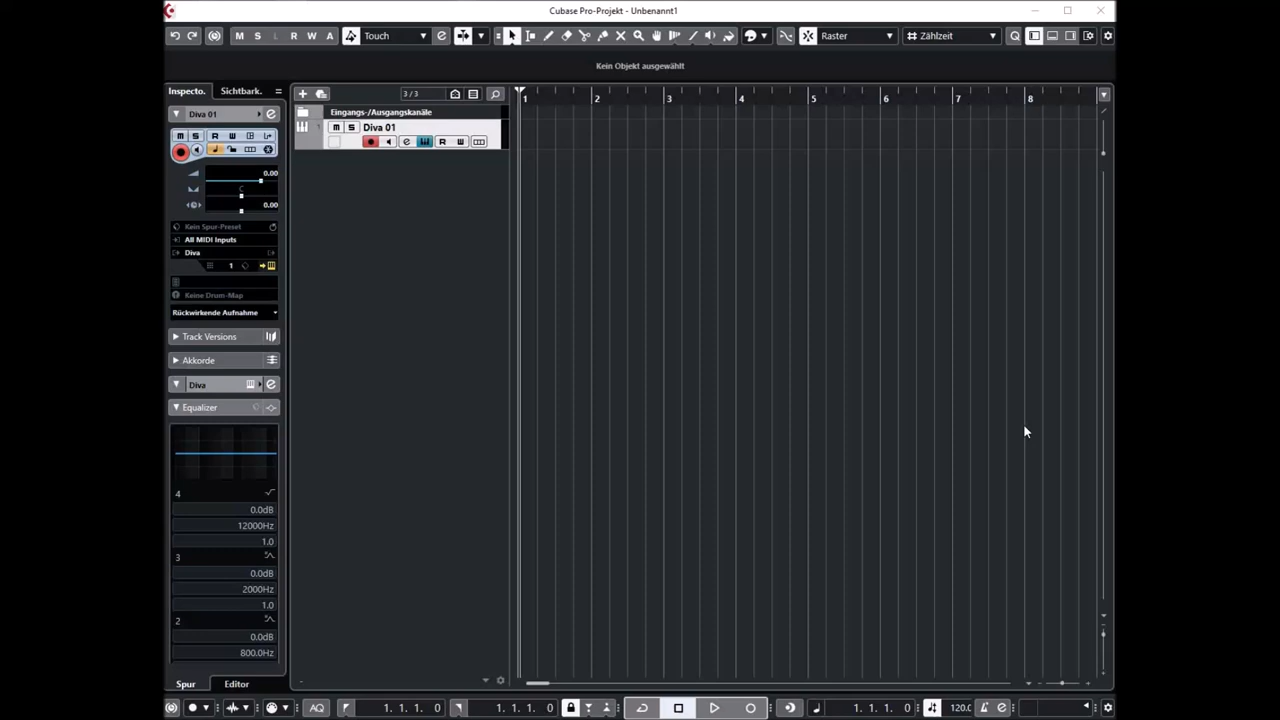 Cubase Pro-Projekt - Unbenannt1
M S L R W A Touch Raster Zählzeit
Kein Objekt ausgewählt
Inspecto. Sichtbark.
3 / 3
1 2 3 4 5 6 7 8
Diva 01
Eingangs-/Ausgangskanäle
1 M S Diva 01
R W
M S R W
0.00
C
0.00
Kein Spur-Preset
All MIDI Inputs
Diva
1
Keine Drum-Map
Rückwirkende Aufnahme
Track Versions
Akkorde
Diva
Equalizer
4
0.0dB
12000Hz
1.0
3
0.0dB
2000Hz
1.0
2
0.0dB
800.0Hz
Spur Editor
AQ 1. 1. 1. 0 1. 1. 1. 0 1. 1. 1. 0 120.0